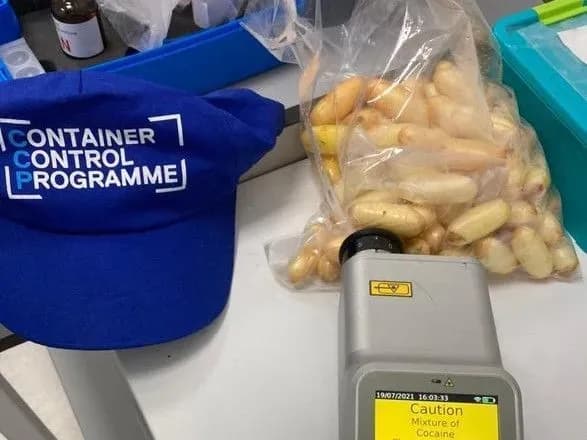 CONTAINER
CONTROL
PROGRAMME
19/07/2021 16:03:33
Caution
Mixture of
Cocaine